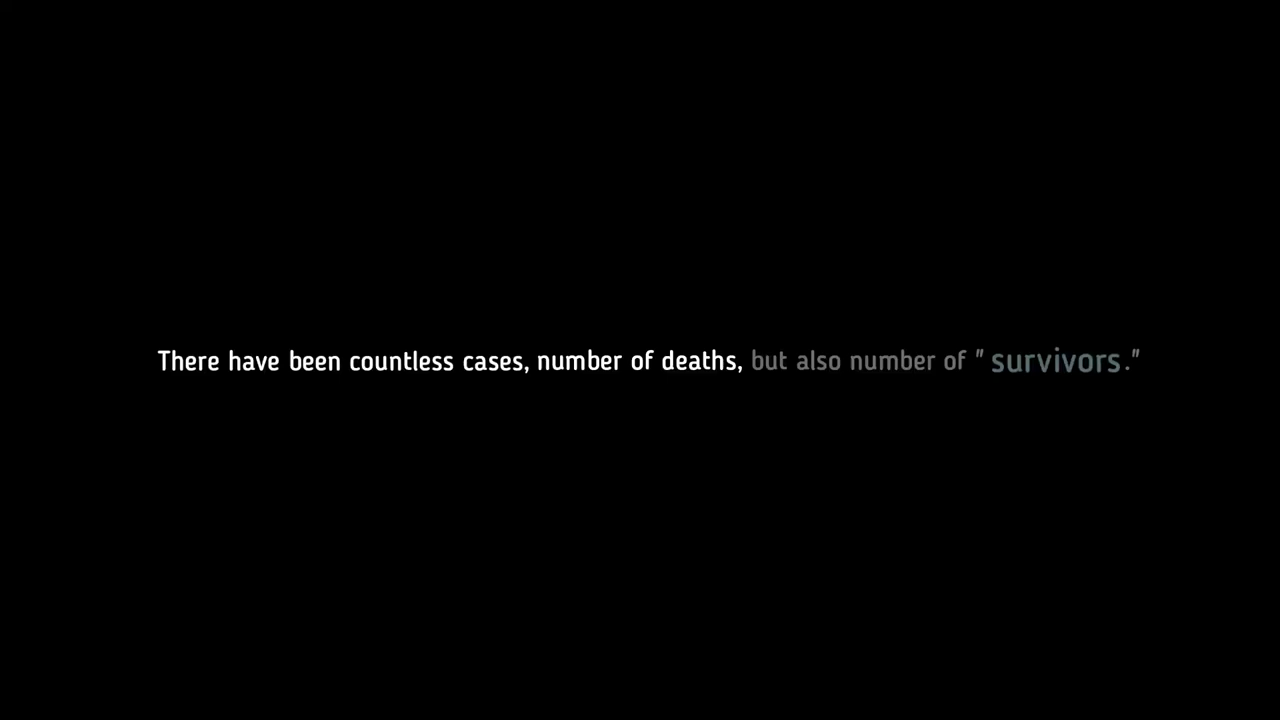 There have been countless cases, number of deaths, but also number of " survivors."